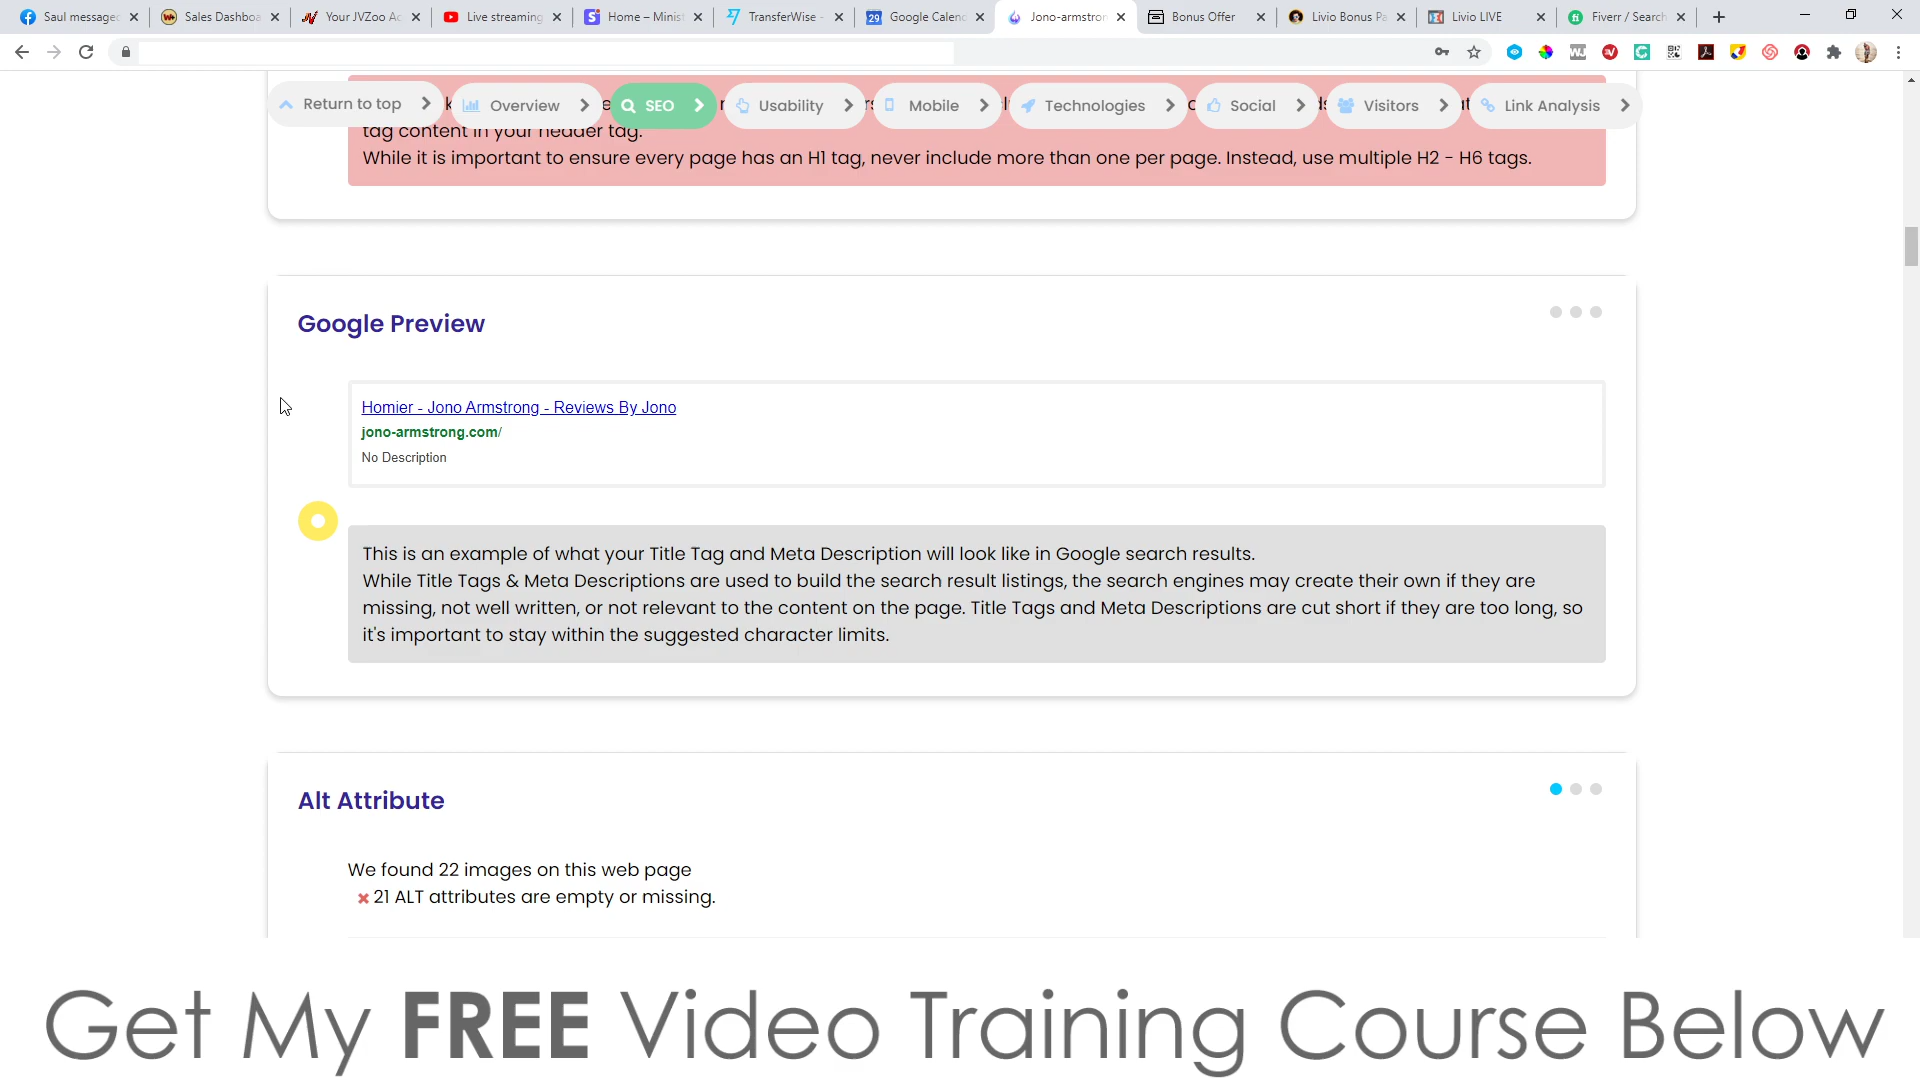 Saul messaged
Sales Dashboa
Your JVZoo Ac
Live streaming
Home – Minist
TransferWise -
Google Calend
Jono-armstron
Bonus Offer
Livio Bonus Pa
Livio LIVE
Fiverr / Search
Return to top
Overview
SEO
Usability
Mobile
Technologies
Social
Visitors
Link Analysis
tag content in your header tag.
While it is important to ensure every page has an H1 tag, never include more than one per page. Instead, use multiple H2 - H6 tags.
Google Preview
Homier - Jono Armstrong - Reviews By Jono
jono-armstrong.com/
No Description
This is an example of what your Title Tag and Meta Description will look like in Google search results.
While Title Tags & Meta Descriptions are used to build the search result listings, the search engines may create their own if they are
missing, not well written, or not relevant to the content on the page. Title Tags and Meta Descriptions are cut short if they are too long, so
it's important to stay within the suggested character limits.
Alt Attribute
We found 22 images on this web page
21 ALT attributes are empty or missing.
Get My FREE Video Training Course Below